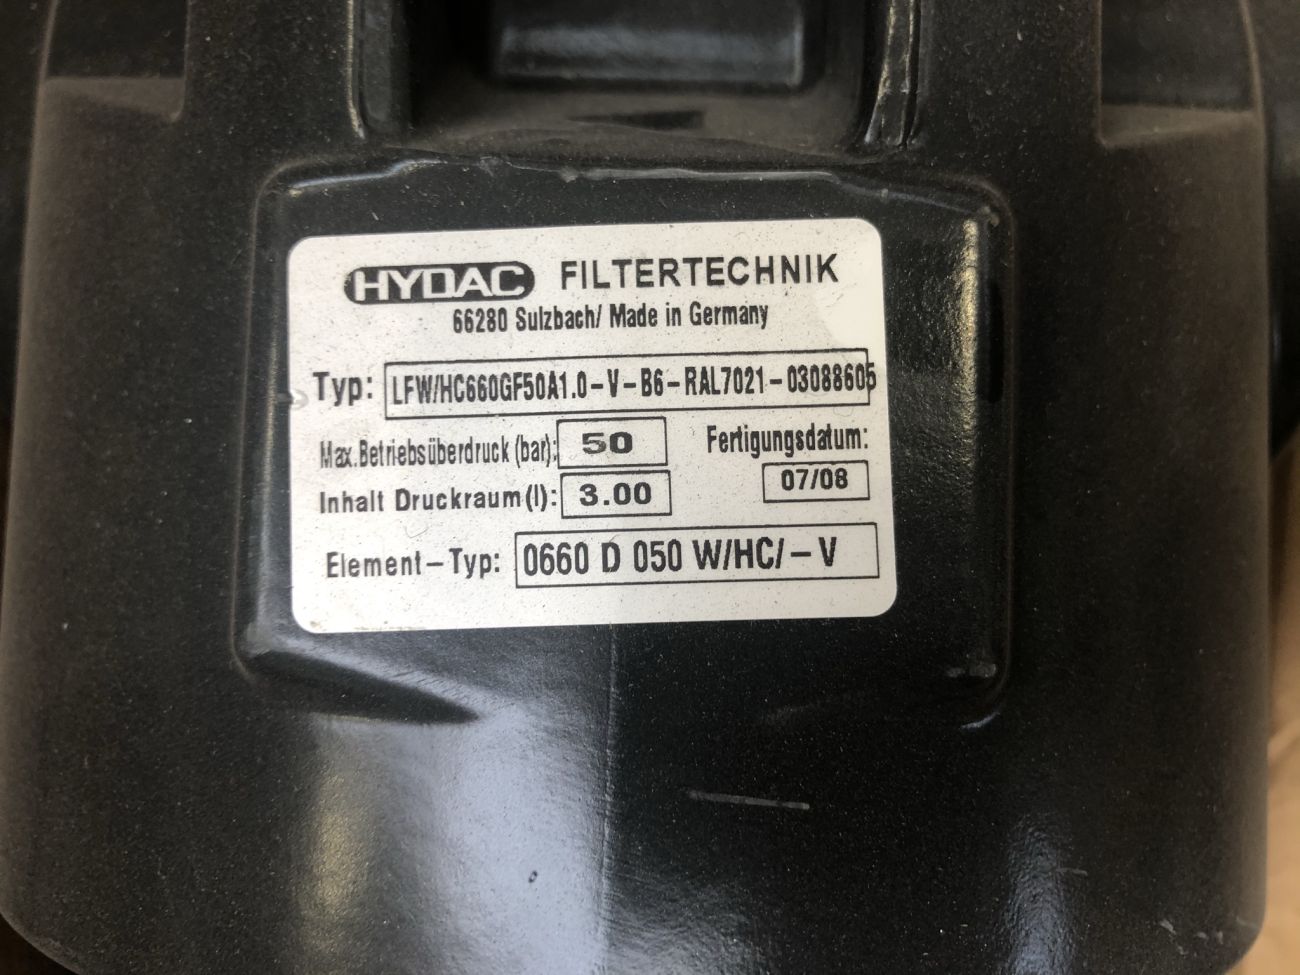 HYDAC FILTERTECHNIK
66280 Sulzbach/ Made in Germany
Typ: LFW/HC660GF50A1.0-V-B6-RAL7021-03088605
Max.Betriebsüberdruck (bar): 50
Fertigungsdatum:
07/08
Inhalt Druckraum (l): 3.00
Element-Typ: 0660 D 050 W/HC/-V